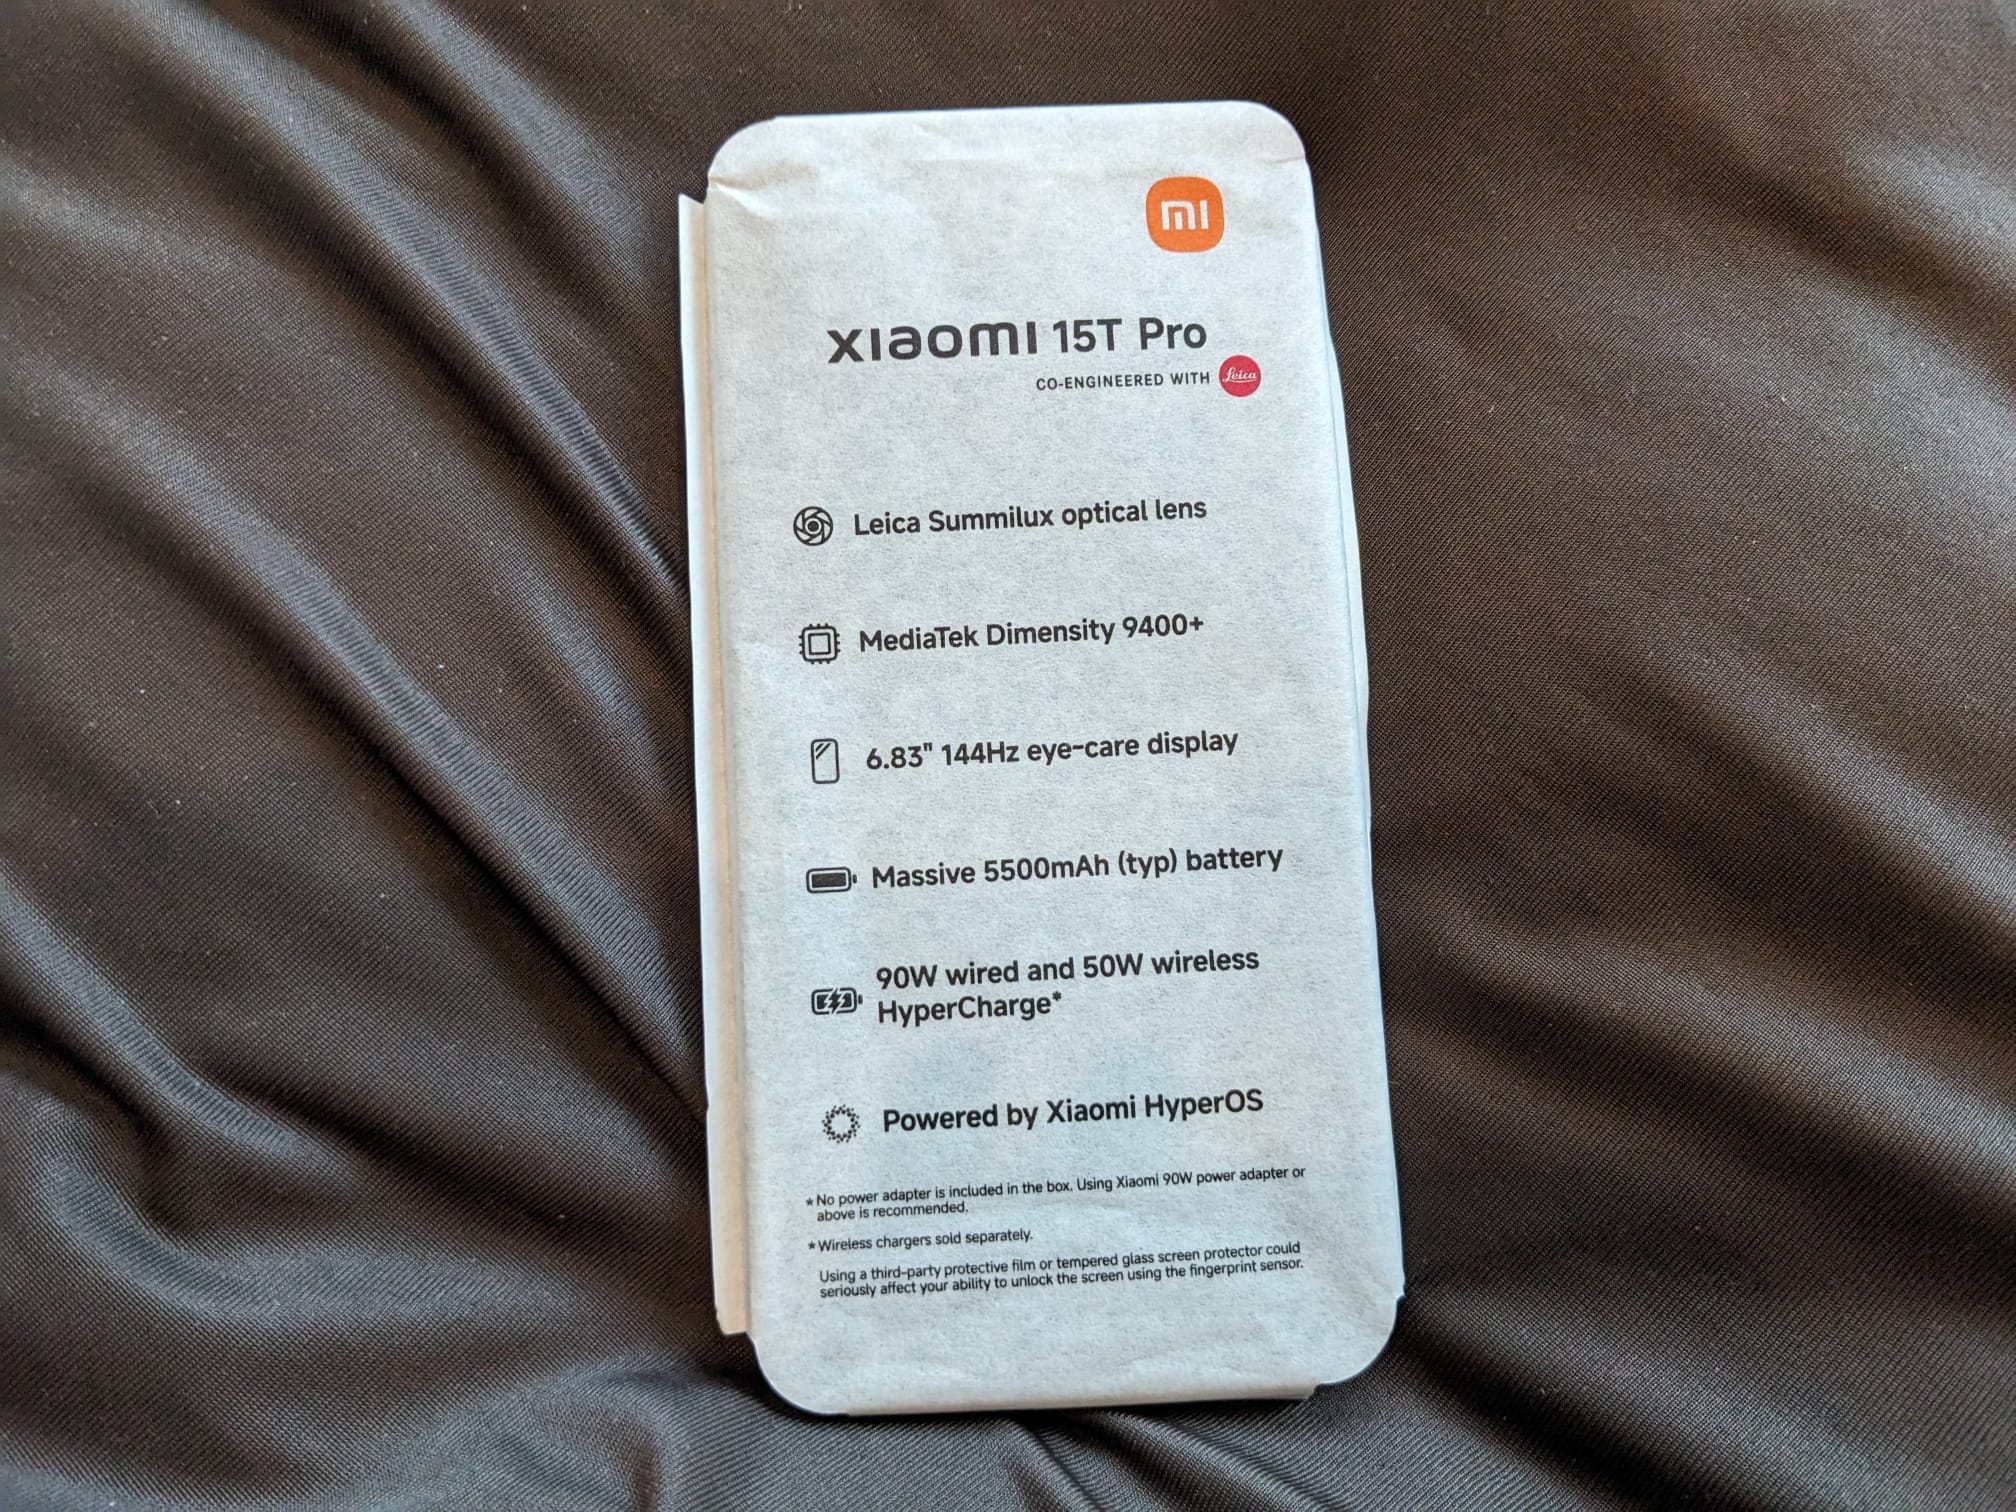 mi
xiaomi 15T Pro
CO-ENGINEERED WITH Leica
Leica Summilux optical lens
MediaTek Dimensity 9400+
6.83" 144Hz eye-care display
Massive 5500mAh (typ) battery
90W wired and 50W wireless
HyperCharge*
Powered by Xiaomi HyperOS
* No power adapter is included in the box. Using Xiaomi 90W power adapter or
above is recommended.
* Wireless chargers sold separately.
Using a third-party protective film or tempered glass screen protector could
seriously affect your ability to unlock the screen using the fingerprint sensor.